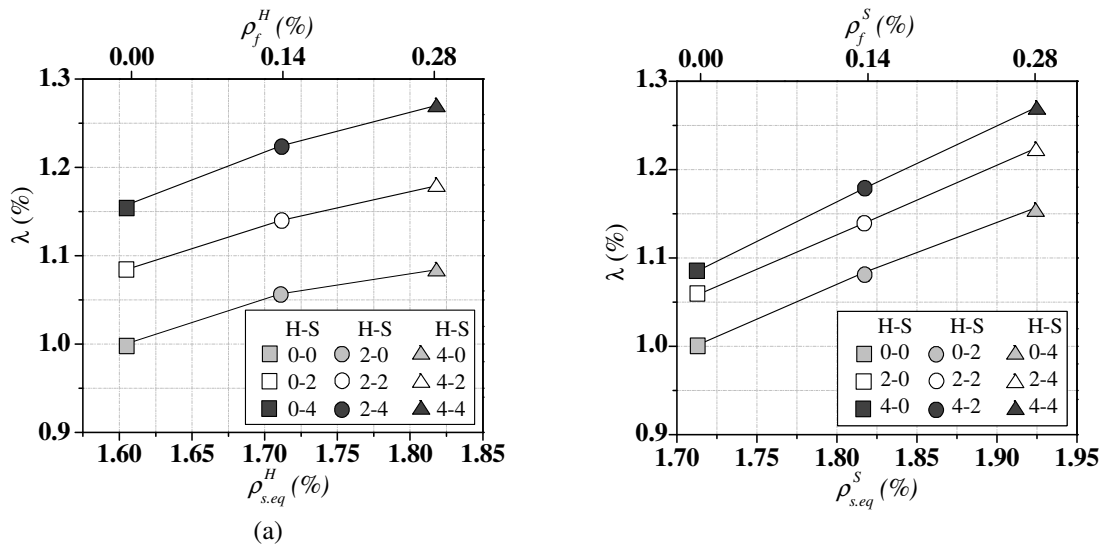 ρ_f^H (%)
0.00 0.14 0.28
1.3
1.2
1.1
1.0
0.9
λ (%)
H-S H-S H-S
0-0 2-0 4-0
0-2 2-2 4-2
0-4 2-4 4-4
1.60 1.65 1.70 1.75 1.80 1.85
ρ_{s.eq}^H (%)
(a)
ρ_f^S (%)
0.00 0.14 0.28
1.3
1.2
1.1
1.0
0.9
λ (%)
H-S H-S H-S
0-0 0-2 0-4
2-0 2-2 2-4
4-0 4-2 4-4
1.70 1.75 1.80 1.85 1.90 1.95
ρ_{s.eq}^S (%)